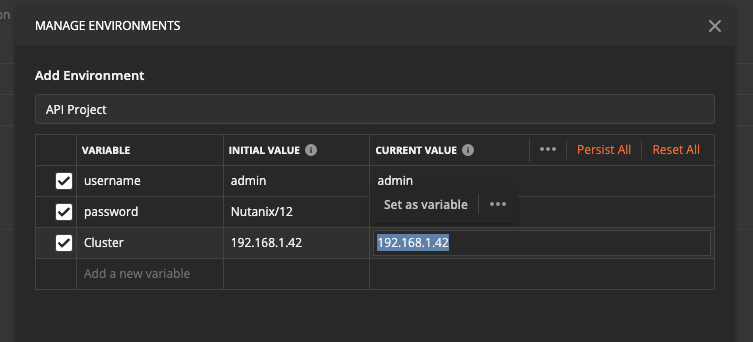 on
MANAGE ENVIRONMENTS
Add Environment
API Project
VARIABLE INITIAL VALUE CURRENT VALUE Persist All Reset All
username admin admin
password Nutanix/12 Set as variable
Cluster 192.168.1.42 192.168.1.42
Add a new variable